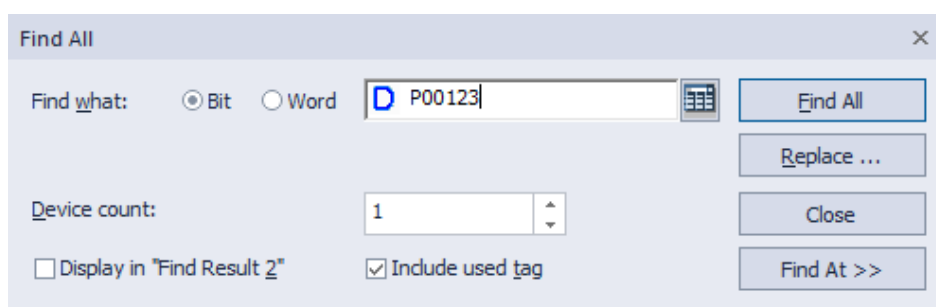 Find All
Find what: Bit Word D P00123 Find All
Replace ...
Device count: 1 Close
Display in "Find Result 2" Include used tag Find At >>